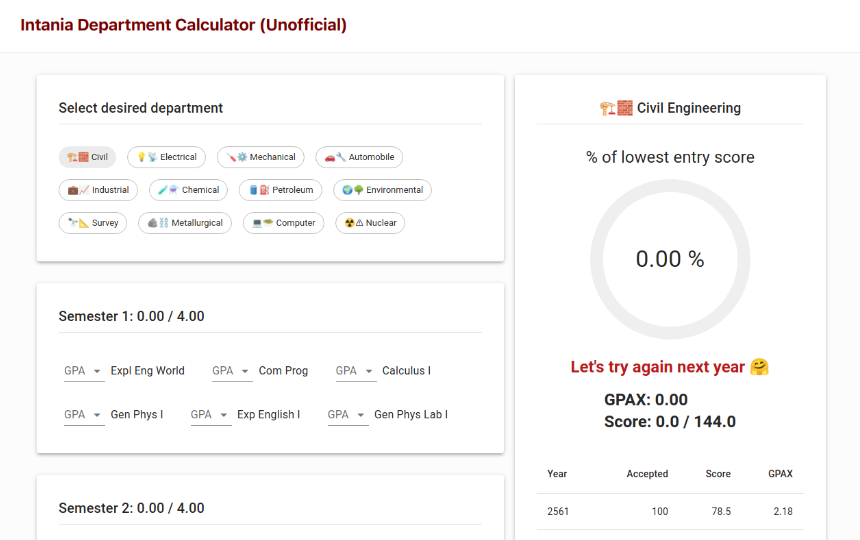 Intania Department Calculator (Unofficial)
Select desired department
Civil
Electrical
Mechanical
Automobile
Industrial
Chemical
Petroleum
Environmental
Survey
Metallurgical
Computer
Nuclear
Semester 1: 0.00 / 4.00
GPA Expl Eng World
GPA Com Prog
GPA Calculus I
GPA Gen Phys I
GPA Exp English I
GPA Gen Phys Lab I
Semester 2: 0.00 / 4.00
Civil Engineering
% of lowest entry score
0.00 %
Let's try again next year 🤗
GPAX: 0.00
Score: 0.0 / 144.0
Year Accepted Score GPAX
2561 100 78.5 2.18